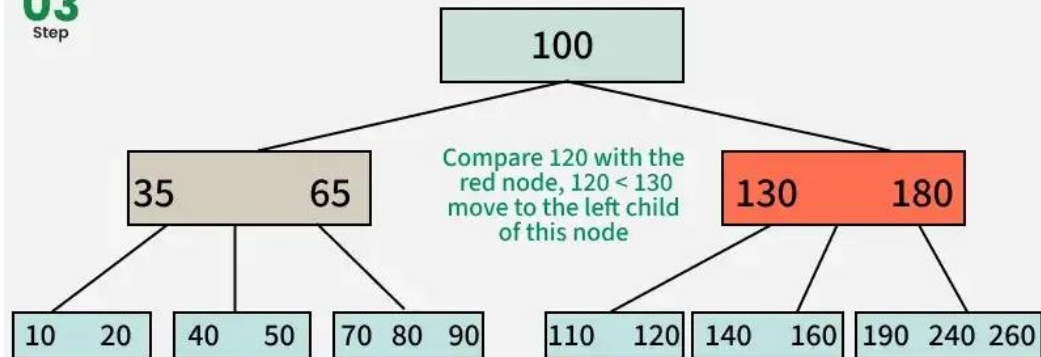 03
Step
100
Compare 120 with the
red node, 120 < 130
move to the left child
of this node
35 65
130 180
10 20
40 50
70 80 90
110 120
140 160
190 240 260